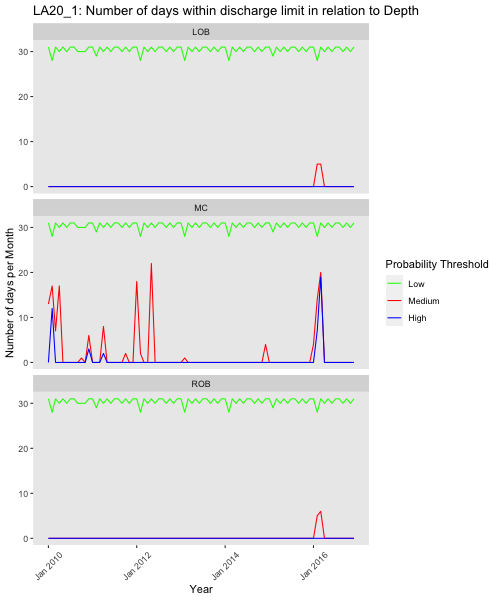 LA20_1: Number of days within discharge limit in relation to Depth
LOB
30
20
10
0
MC
30
20
10
0
ROB
30
20
10
0
Number of days per Month
Jan 2010
Jan 2012
Jan 2014
Jan 2016
Year
Probability Threshold
Low
Medium
High